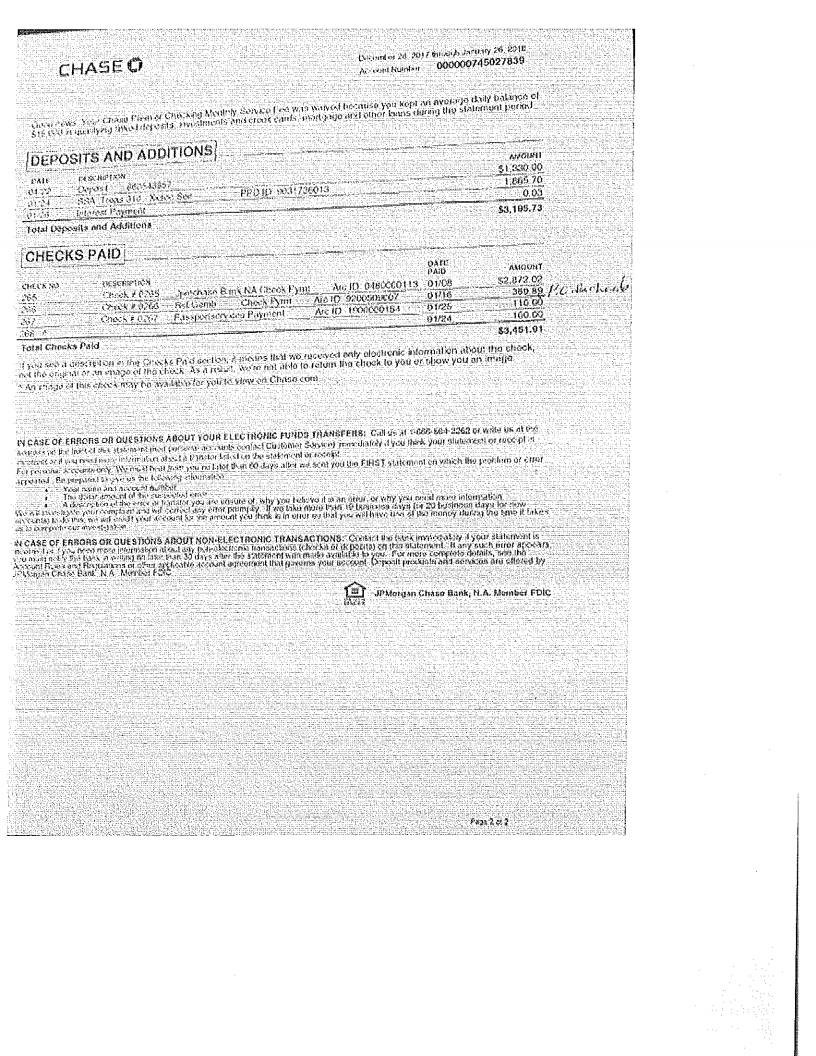 CHASE
December 28, 2017 through January 26, 2018
Account Number 000000745027839
Good news. Your Chase Premier Checking Monthly Service Fee was waived because you kept an average daily balance of
$15,000 in qualifying linked deposits, investments and credit cards, mortgage and other loans during the statement period.
DEPOSITS AND ADDITIONS
DATE DESCRIPTION AMOUNT
01/22 Deposit $1,330.00
01/24 SSA Treas 310 Xxsoc Sec PPD ID: 9031736013 1,865.70
Interest Payment 0.03
Total Deposits and Additions $3,195.73
CHECKS PAID
CHECK NO. DESCRIPTION DATE PAID AMOUNT
265 Check # 0265 Bank NA Check Pymt Arc ID: 0460000113 01/08 $2,872.02
266 Check # 0266 Check Pymt Arc ID: 01/16 369.89
267 Check # 0267 Passportservices Payment Arc ID: 01/25 110.00
268 ^ 01/24 100.00
Total Checks Paid $3,451.91
If you see a description in the Checks Paid section, it means that we received only electronic information about the check,
not the original or an image of the check. As a result, we're not able to return the check to you or show you an image.
^ An image of this check may be available for you to view on Chase.com.
IN CASE OF ERRORS OR QUESTIONS ABOUT YOUR ELECTRONIC FUNDS TRANSFERS: Call us at 1-866-564-2262 or write us at the
address on the front of this statement (non-personal accounts contact Customer Service) immediately if you think your statement or receipt is
incorrect or if you need more information about a transfer listed on the statement or receipt.
For personal accounts only: We must hear from you no later than 60 days after we sent you the FIRST statement on which the problem or error
appeared. Be prepared to give us the following information:
• Your name and account number
• The dollar amount of the suspected error
• A description of the error or transfer you are unsure of, why you believe it is an error, or why you need more information.
We will investigate your complaint and will correct any error promptly. If we take more than 10 business days (or 20 business days for new
accounts) to do this, we will credit your account for the amount you think is in error so that you will have use of the money during the time it takes
us to complete our investigation.
IN CASE OF ERRORS OR QUESTIONS ABOUT NON-ELECTRONIC TRANSACTIONS: Contact the bank immediately if your statement is
incorrect or if you need more information about any non-electronic transactions (checks or deposits) on this statement. If any such error appears,
you must notify the bank in writing no later than 30 days after the statement was made available to you. For more complete details, see the
Account Rules and Regulations or other applicable account agreement that governs your account. Deposit products and services are offered by
JPMorgan Chase Bank, N.A. Member FDIC
JPMorgan Chase Bank, N.A. Member FDIC
Page 2 of 2